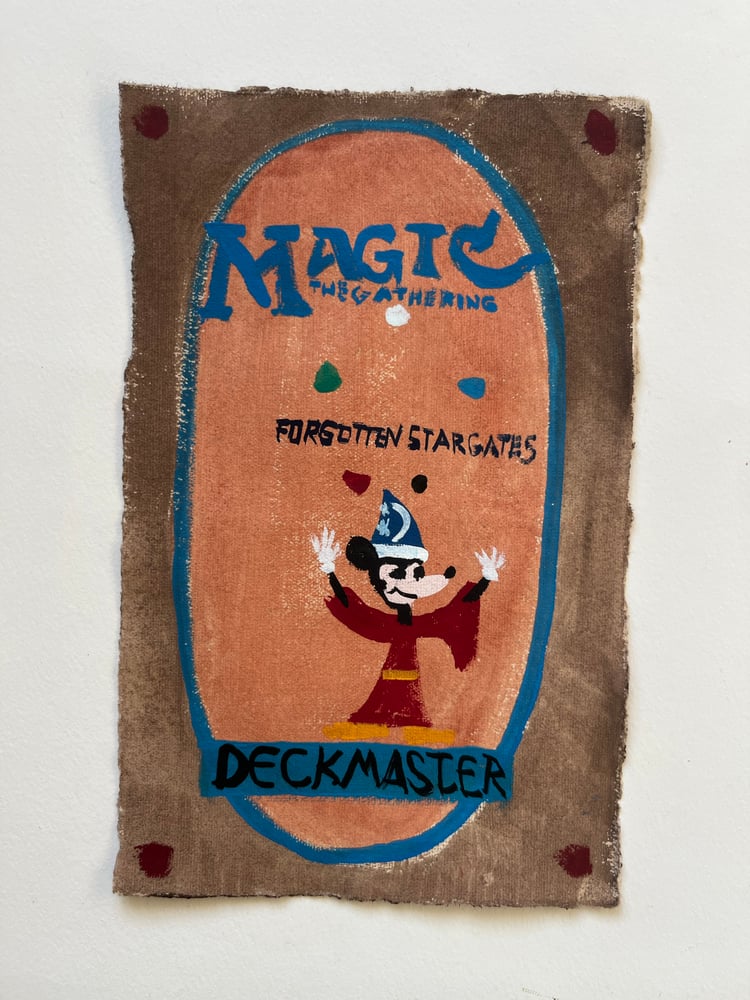 MAGIC
THE GATHERING
FORGOTTEN STARGATES
DECKMASTER